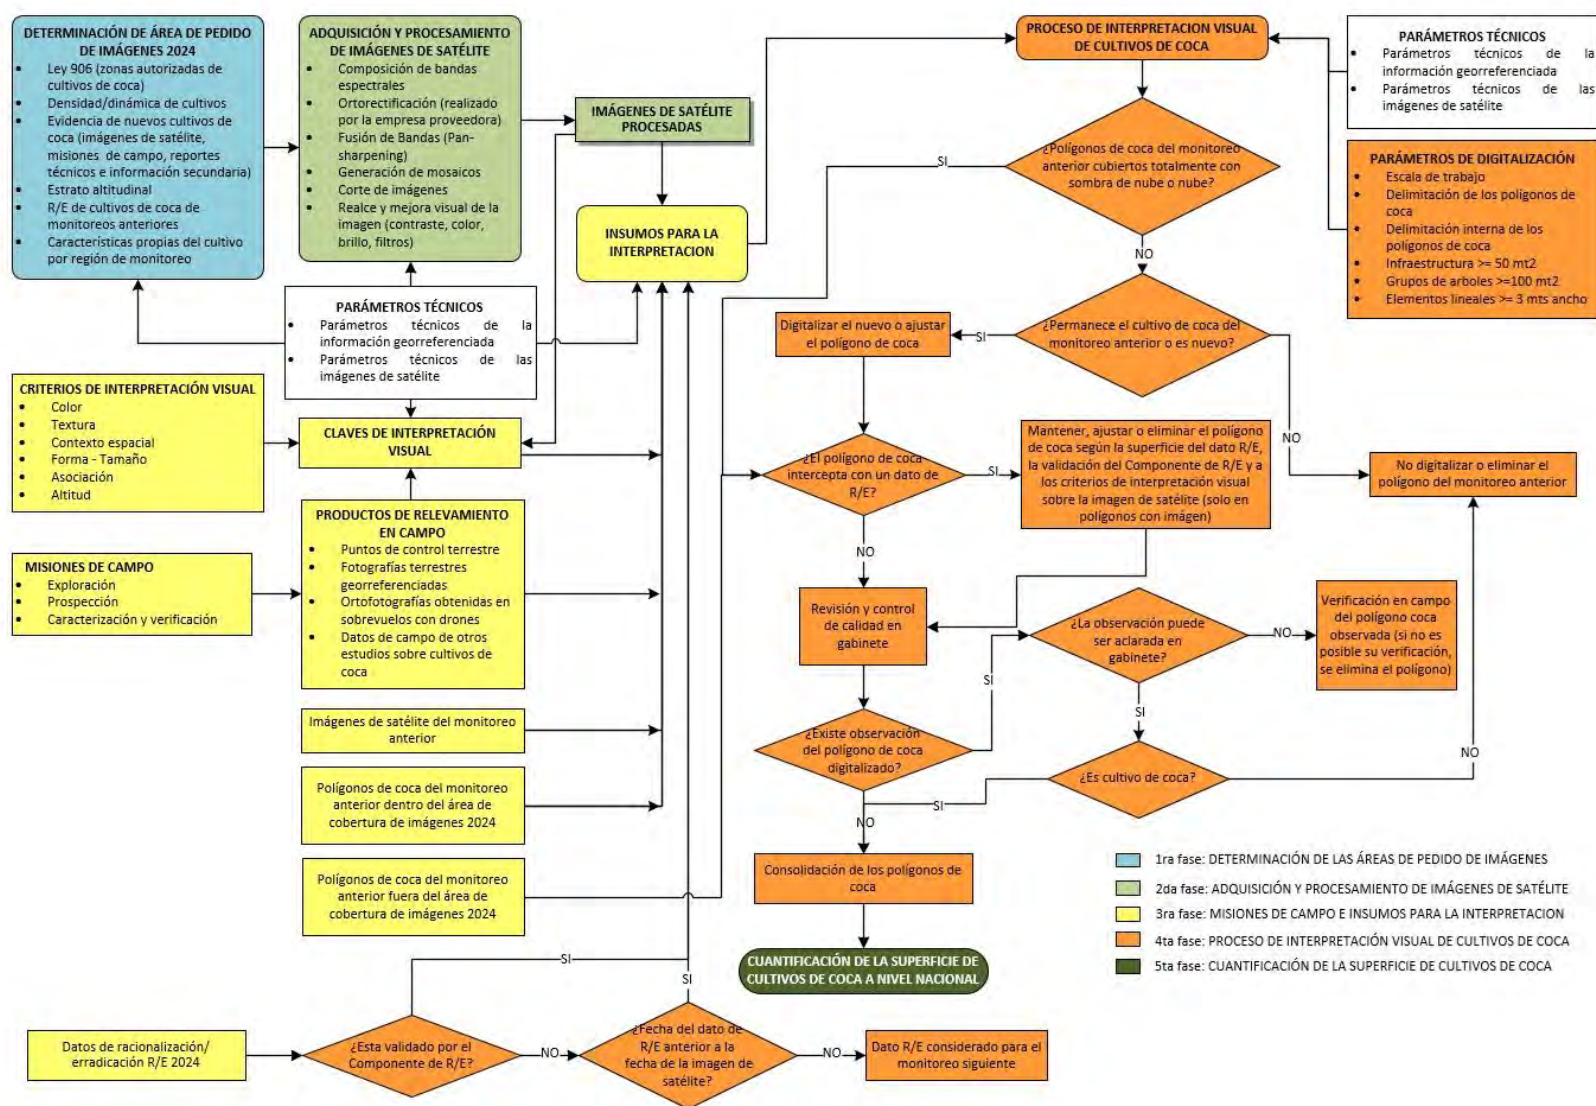 DETERMINACIÓN DE ÁREA DE PEDIDO
DE IMÁGENES 2024
• Ley 906 (zonas autorizadas de
cultivos de coca)
• Densidad/dinámica de cultivos
• Evidencia de nuevos cultivos de
coca (imágenes de satélite,
misiones de campo, reportes
técnicos e información secundaria)
• Estrato altitudinal
• R/E de cultivos de coca de
monitoreos anteriores
• Características propias del cultivo
por región de monitoreo
ADQUISICIÓN Y PROCESAMIENTO
DE IMÁGENES DE SATÉLITE
• Composición de bandas
espectrales
• Ortorectificación (realizado
por la empresa proveedora)
• Fusión de Bandas (Pan-
sharpening)
• Generación de mosaicos
• Corte de imágenes
• Realce y mejora visual de la
imagen (contraste, color,
brillo, filtros)
IMÁGENES DE SATÉLITE
PROCESADAS
INSUMOS PARA LA
INTERPRETACION
PARÁMETROS TÉCNICOS
• Parámetros técnicos de la
información georreferenciada
• Parámetros técnicos de las
imágenes de satélite
CRITERIOS DE INTERPRETACIÓN VISUAL
• Color
• Textura
• Contexto espacial
• Forma - Tamaño
• Asociación
• Altitud
CLAVES DE INTERPRETACIÓN
VISUAL
PRODUCTOS DE RELEVAMIENTO
EN CAMPO
• Puntos de control terrestre
• Fotografías terrestres
georreferenciadas
• Ortofotografías obtenidas en
sobrevuelos con drones
• Datos de campo de otros
estudios sobre cultivos de
coca
MISIONES DE CAMPO
• Exploración
• Prospección
• Caracterización y verificación
Imágenes de satélite del monitoreo
anterior
Polígonos de coca del monitoreo
anterior dentro del área de
cobertura de imágenes 2024
Polígonos de coca del monitoreo
anterior fuera del área de
cobertura de imágenes 2024
Datos de racionalización/
erradicación R/E 2024
¿Esta validado por el
Componente de R/E?
SI
NO
¿Fecha del dato de
R/E anterior a la
fecha de la imagen de
satélite?
SI
NO
Dato R/E considerado para el
monitoreo siguiente
PROCESO DE INTERPRETACION VISUAL
DE CULTIVOS DE COCA
PARÁMETROS TÉCNICOS
• Parámetros técnicos de la
información georreferenciada
• Parámetros técnicos de las
imágenes de satélite
PARÁMETROS DE DIGITALIZACIÓN
• Escala de trabajo
• Delimitación de los polígonos de
coca
• Delimitación interna de los
polígonos de coca
• Infraestructura >= 50 mt2
• Grupos de arboles >=100 mt2
• Elementos lineales >= 3 mts ancho
¿Polígonos de coca del monitoreo
anterior cubiertos totalmente con
sombra de nube o nube?
SI
NO
¿Permanece el cultivo de coca del
monitoreo anterior o es nuevo?
SI
NO
Digitalizar el nuevo o ajustar
el polígono de coca
¿El polígono de coca
intercepta con un dato de
R/E?
SI
NO
Mantener, ajustar o eliminar el polígono
de coca según la superficie del dato R/E,
la validación del Componente de R/E y a
los criterios de interpretación visual
sobre la imagen de satélite (solo en
polígonos con imágen)
No digitalizar o eliminar el
polígono del monitoreo anterior
Revisión y control
de calidad en
gabinete
¿La observación puede
ser aclarada en
gabinete?
NO
SI
Verificación en campo
del polígono coca
observada (si no es
posible su verificación,
se elimina el polígono)
¿Existe observación
del polígono de coca
digitalizado?
SI
NO
¿Es cultivo de coca?
SI
NO
Consolidación de los polígonos de
coca
CUANTIFICACIÓN DE LA SUPERFICIE DE
CULTIVOS DE COCA A NIVEL NACIONAL
1ra fase: DETERMINACIÓN DE LAS ÁREAS DE PEDIDO DE IMÁGENES
2da fase: ADQUISICIÓN Y PROCESAMIENTO DE IMÁGENES DE SATÉLITE
3ra fase: MISIONES DE CAMPO E INSUMOS PARA LA INTERPRETACION
4ta fase: PROCESO DE INTERPRETACIÓN VISUAL DE CULTIVOS DE COCA
5ta fase: CUANTIFICACIÓN DE LA SUPERFICIE DE CULTIVOS DE COCA